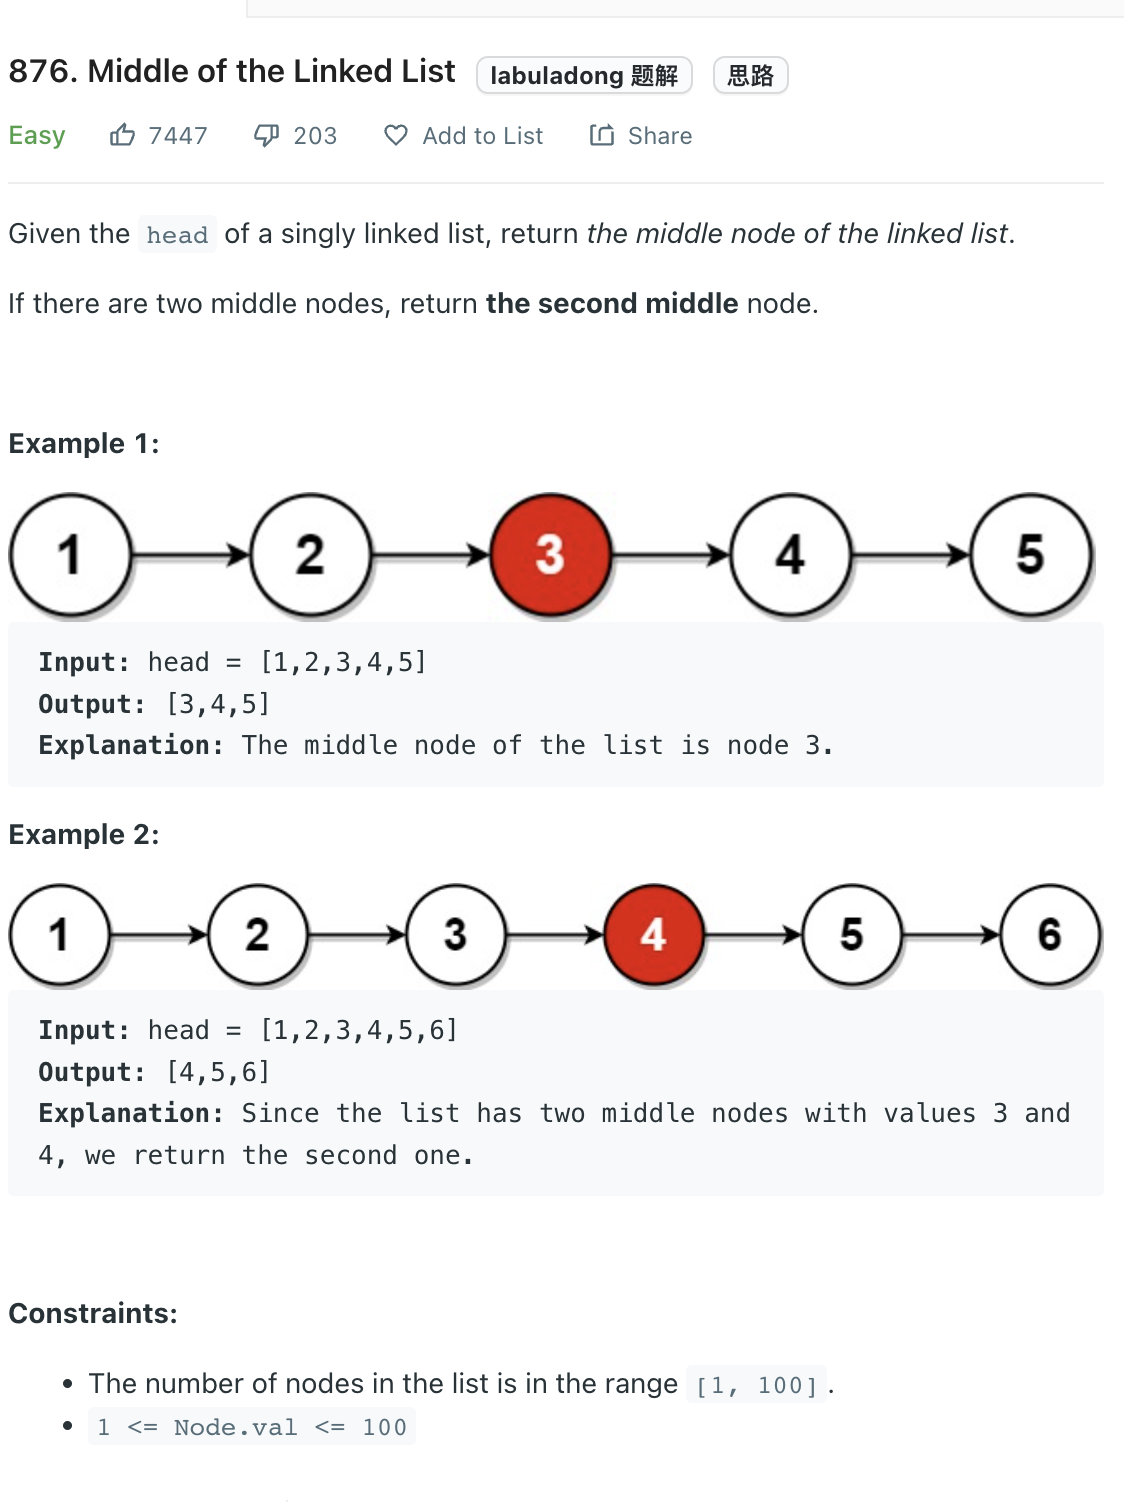 876. Middle of the Linked List labuladong 题解 思路
Easy 7447 203 Add to List Share
Given the head of a singly linked list, return the middle node of the linked list.
If there are two middle nodes, return the second middle node.
Example 1:
1 2 3 4 5
Input: head = [1,2,3,4,5]
Output: [3,4,5]
Explanation: The middle node of the list is node 3.
Example 2:
1 2 3 4 5 6
Input: head = [1,2,3,4,5,6]
Output: [4,5,6]
Explanation: Since the list has two middle nodes with values 3 and
4, we return the second one.
Constraints:
• The number of nodes in the list is in the range [1, 100].
• 1 <= Node.val <= 100